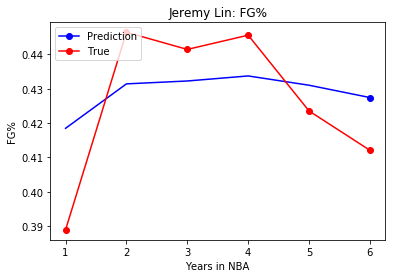 Jeremy Lin: FG%
Prediction
True
0.44
0.43
0.42
0.41
0.40
0.39
FG%
1 2 3 4 5 6
Years in NBA